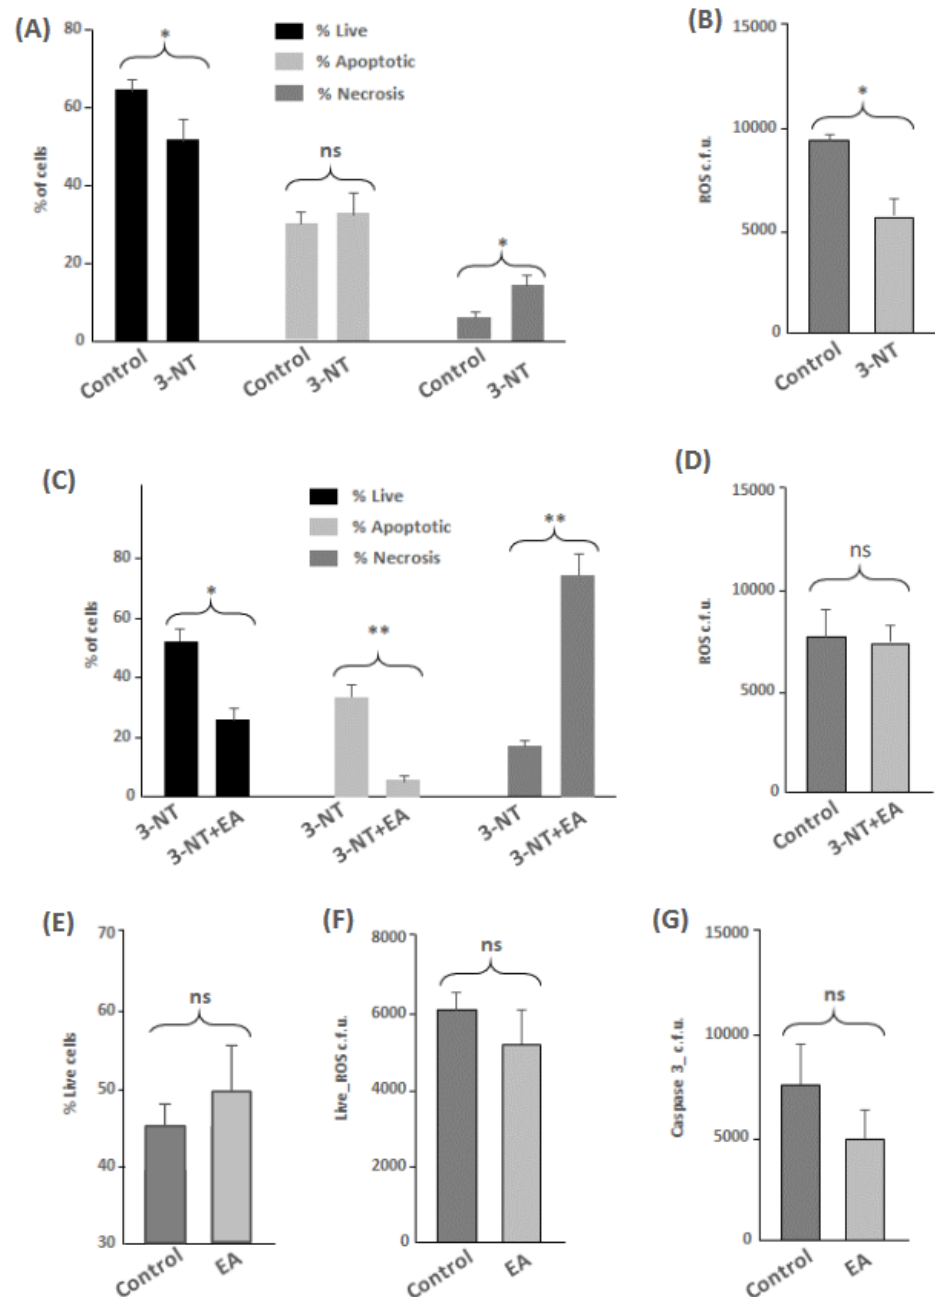 (A)
% of cells
80
60
40
20
0
% Live
% Apoptotic
% Necrosis
*
ns
*
Control
3-NT
Control
3-NT
Control
3-NT
(B)
ROS c.f.u.
15000
10000
5000
0
*
Control
3-NT
(C)
% of cells
80
60
40
20
0
% Live
% Apoptotic
% Necrosis
*
**
**
3-NT
3-NT+EA
3-NT
3-NT+EA
3-NT
3-NT+EA
(D)
ROS c.f.u.
15000
10000
5000
0
ns
Control
3-NT+EA
(E)
% Live cells
70
60
50
40
30
ns
Control
EA
(F)
Live_ROS c.f.u.
8000
6000
4000
2000
0
ns
Control
EA
(G)
Caspase 3_ c.f.u.
15000
10000
5000
0
ns
Control
EA